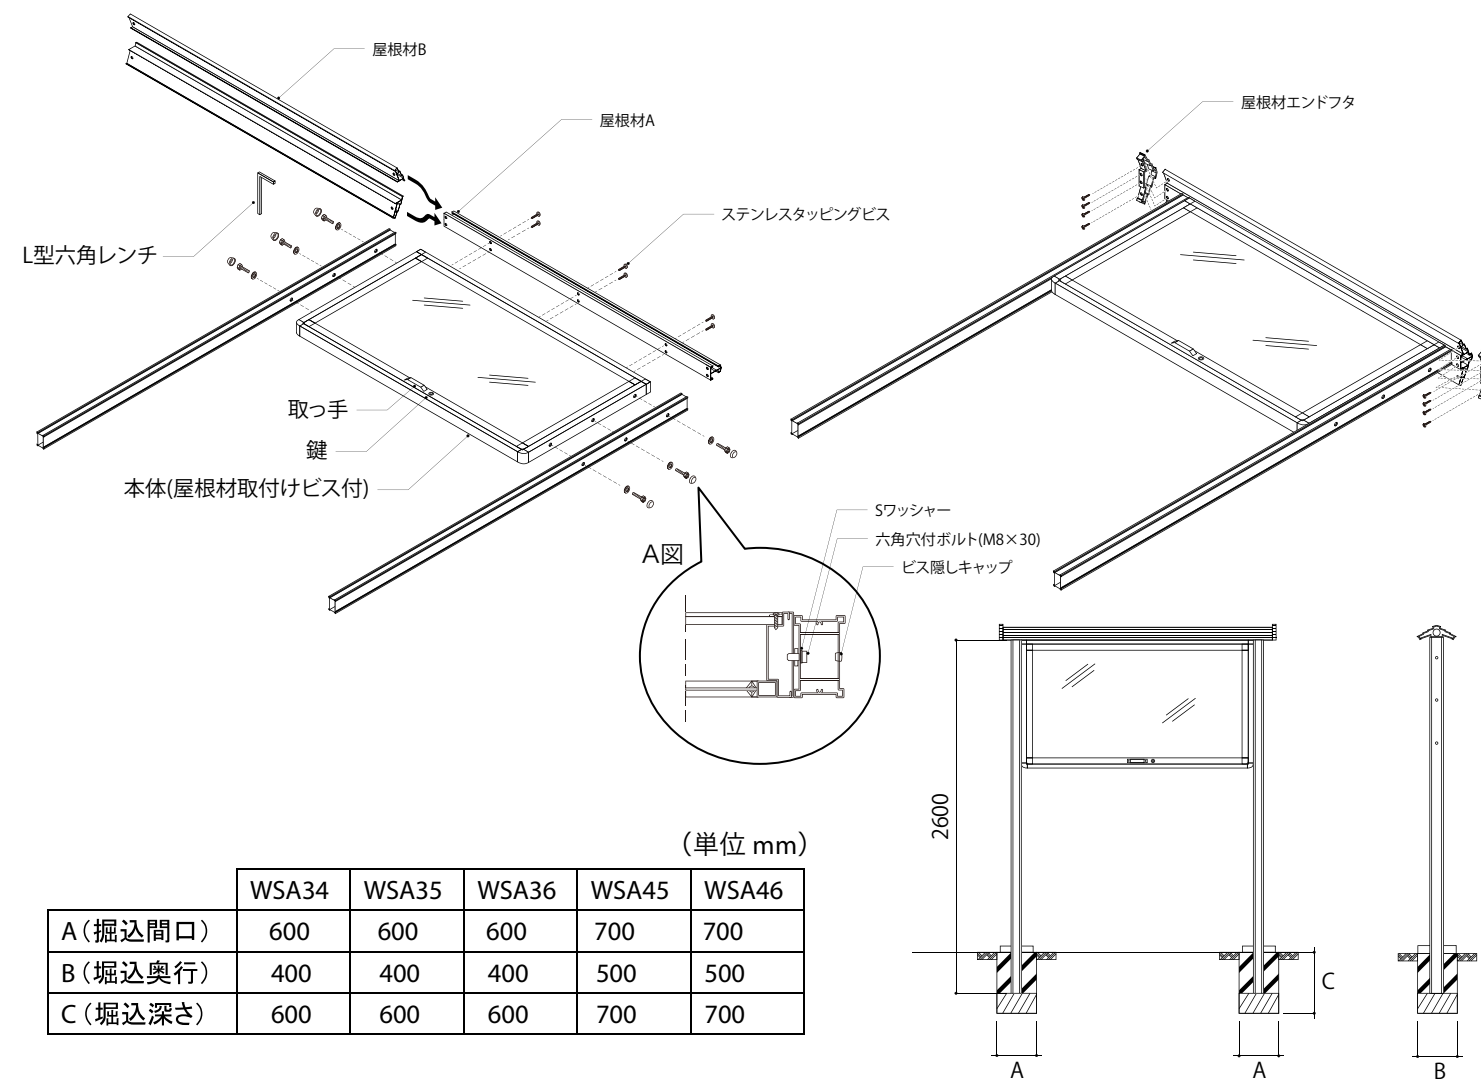 屋根材B
屋根材A
屋根材エンドフタ
ステンレスタッピングビス
L型六角レンチ
取っ手
鍵
本体(屋根材取付けビス付)
A図
Sワッシャー
六角穴付ボルト(M8×30)
ビス隠しキャップ
2600
C
A
A
B
(単位 mm)
WSA34 WSA35 WSA36 WSA45 WSA46
A(掘込間口) 600 600 600 700 700
B(堀込奥行) 400 400 400 500 500
C(堀込深さ) 600 600 600 700 700